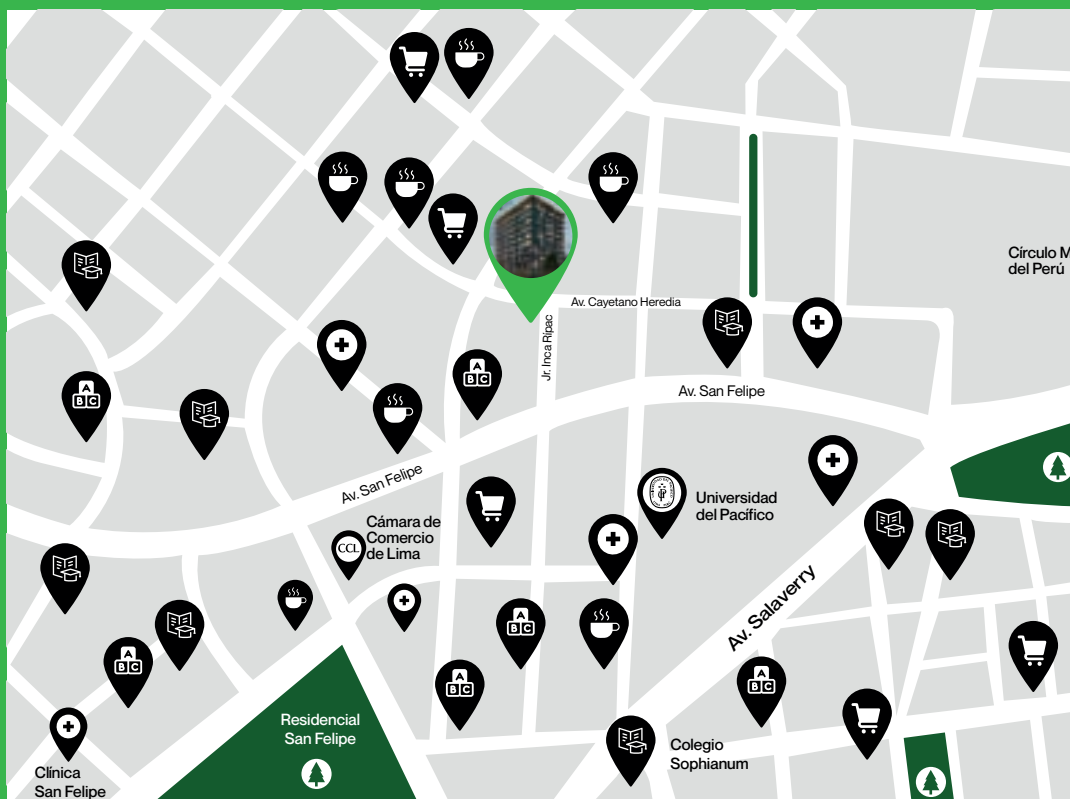 Círculo M
del Perú
Av. Cayetano Heredia
Jr. Inca Ripac
A
B C
A
B C
Av. San Felipe
Av. San Felipe
Universidad
del Pacífico
Cámara de
Comercio
de Lima
CCL
Av. Salaverry
A
B C
A
B C
A
B C
A
B C
Residencial
San Felipe
Colegio
Sophianum
Clínica
San Felipe